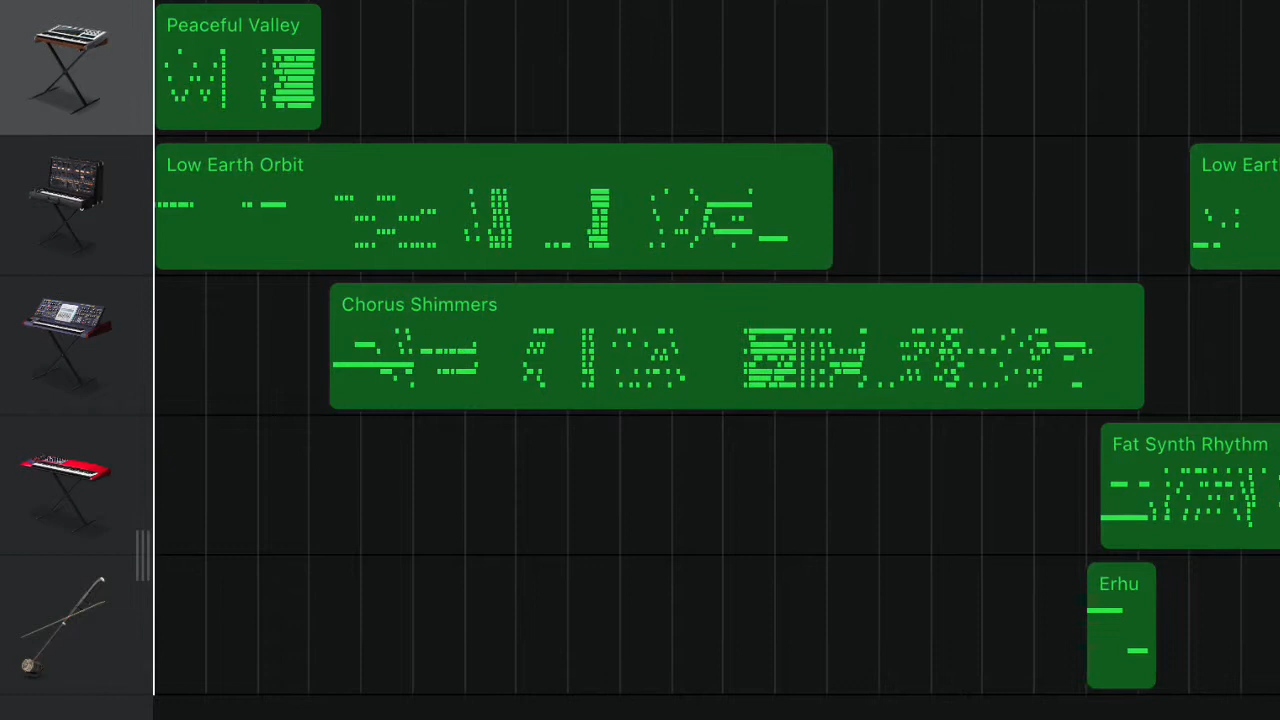 Peaceful Valley
Low Earth Orbit
Low Eart
Chorus Shimmers
Fat Synth Rhythm
Erhu